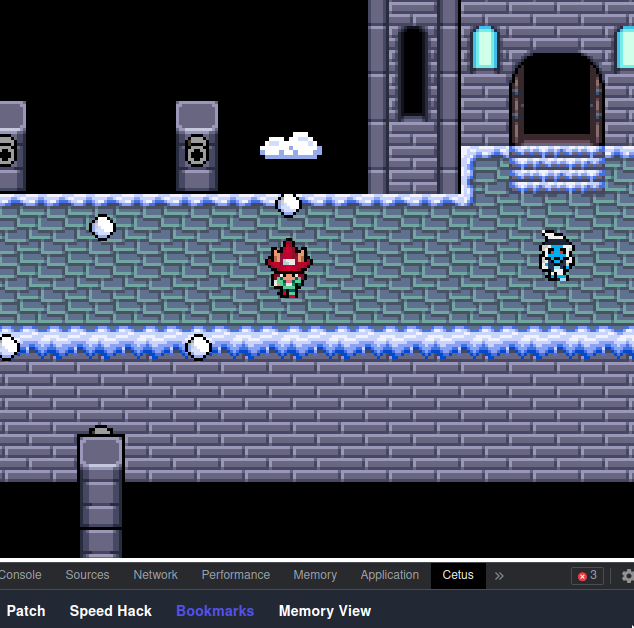 Console Sources Network Performance Memory Application Cetus » 3
Patch Speed Hack Bookmarks Memory View